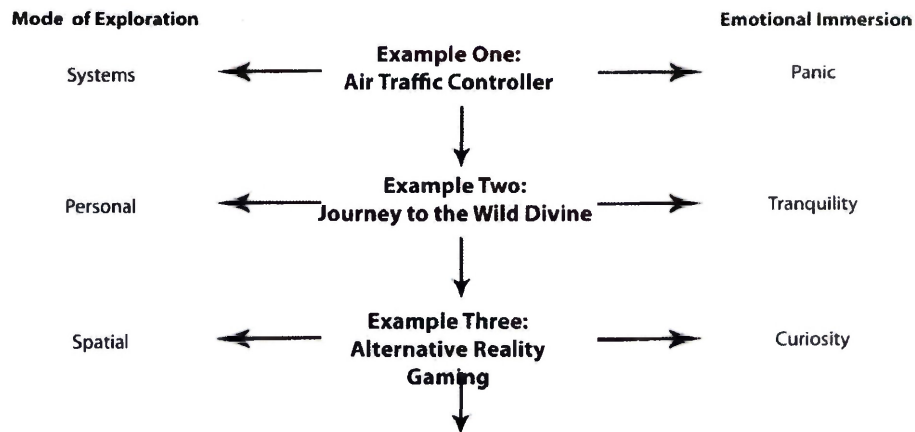 Mode of Exploration
Emotional Immersion
Example One:
Air Traffic Controller
Systems
Panic
Example Two:
Journey to the Wild Divine
Personal
Tranquility
Example Three:
Alternative Reality
Gaming
Spatial
Curiosity